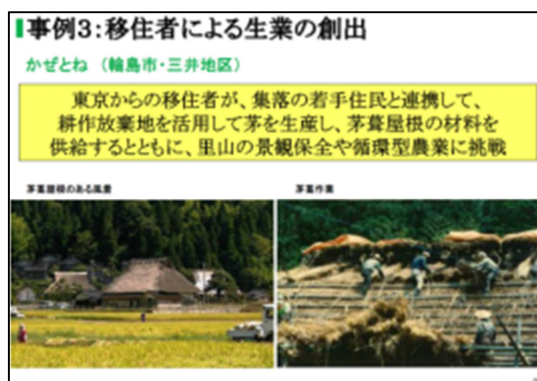 事例3:移住者による生業の創出
かぜとね (輪島市・三井地区)
東京からの移住者が、集落の若手住民と連携して、
耕作放棄地を活用して茅を生産し、茅葺屋根の材料を
供給するとともに、里山の景観保全や循環型農業に挑戦
茅葺屋根のある風景
茅葺作業